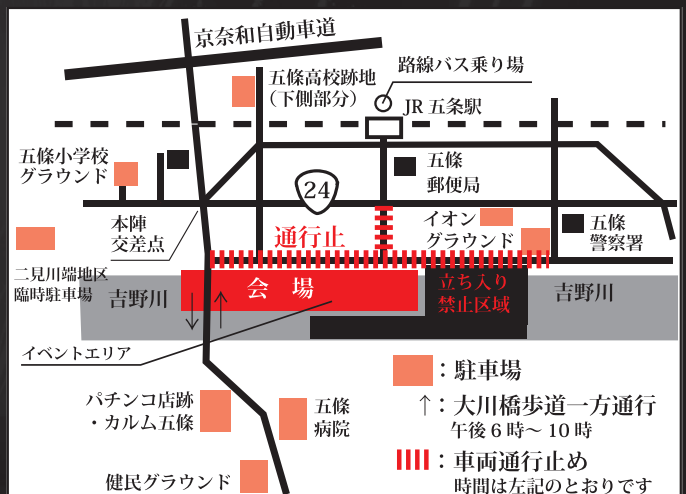 京奈和自動車道
路線バス乗り場
五條高校跡地
（下側部分）
JR 五条駅
五條小学校
グラウンド
五條
郵便局
24
本陣
交差点
通行止
イオン
グラウンド
五條
警察署
二見川端地区
臨時駐車場
吉野川
会 場
立ち入り
禁止区域
吉野川
↓ ↑
イベントエリア
：駐車場
パチンコ店跡
・カルム五條
五條
病院
↑：大川橋歩道一方通行
午後 6 時〜 10 時
：車両通行止め
時間は左記のとおりです
健民グラウンド